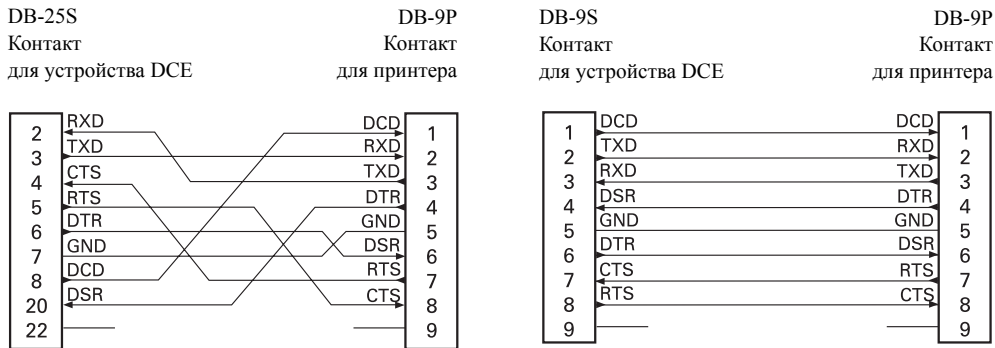 DB-25S
Контакт
для устройства DCE
DB-9P
Контакт
для принтера
2 RXD DCD 1
3 TXD RXD 2
4 CTS TXD 3
5 RTS DTR 4
6 DTR GND 5
7 GND DSR 6
8 DCD RTS 7
20 DSR CTS 8
22 9
DB-9S
Контакт
для устройства DCE
DB-9P
Контакт
для принтера
1 DCD DCD 1
2 TXD RXD 2
3 RXD TXD 3
4 DSR DTR 4
5 GND GND 5
6 DTR DSR 6
7 CTS RTS 7
8 RTS CTS 8
9 9